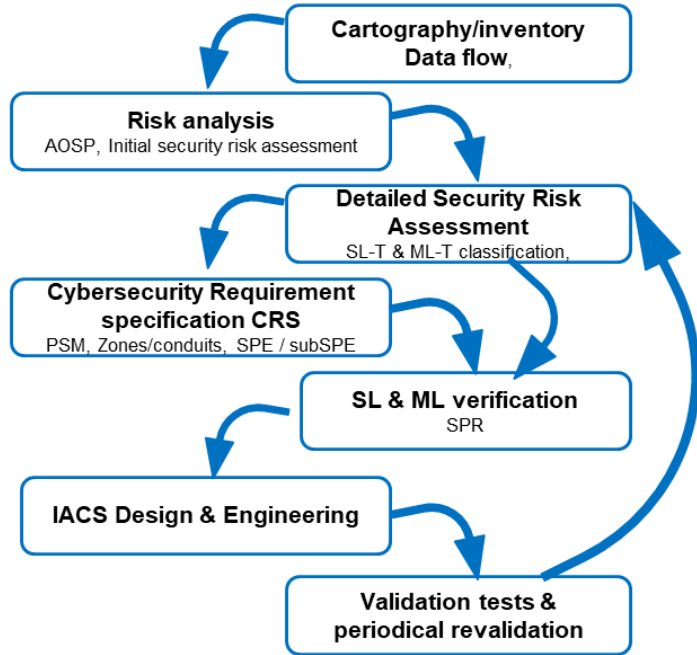 Cartography/inventory
Data flow,
Risk analysis
AOSP, Initial security risk assessment
Detailed Security Risk
Assessment
SL-T & ML-T classification,
Cybersecurity Requirement
specification CRS
PSM, Zones/conduits, SPE / subSPE
SL & ML verification
SPR
IACS Design & Engineering
Validation tests &
periodical revalidation